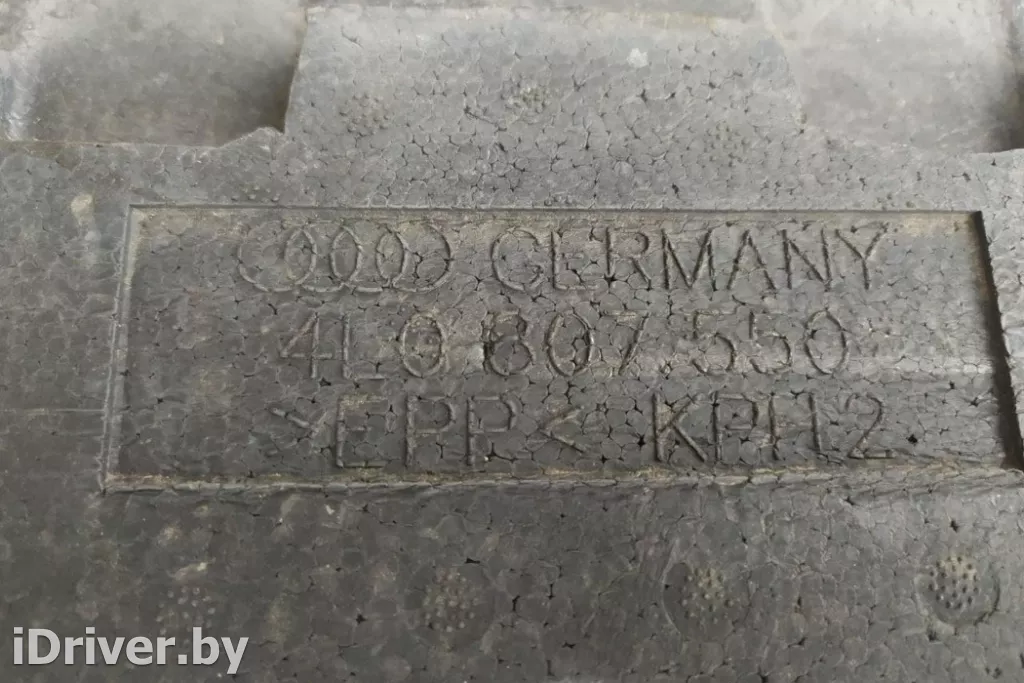 GERMANY
4L0 807 550
>EPP< KPH2
iDriver.by